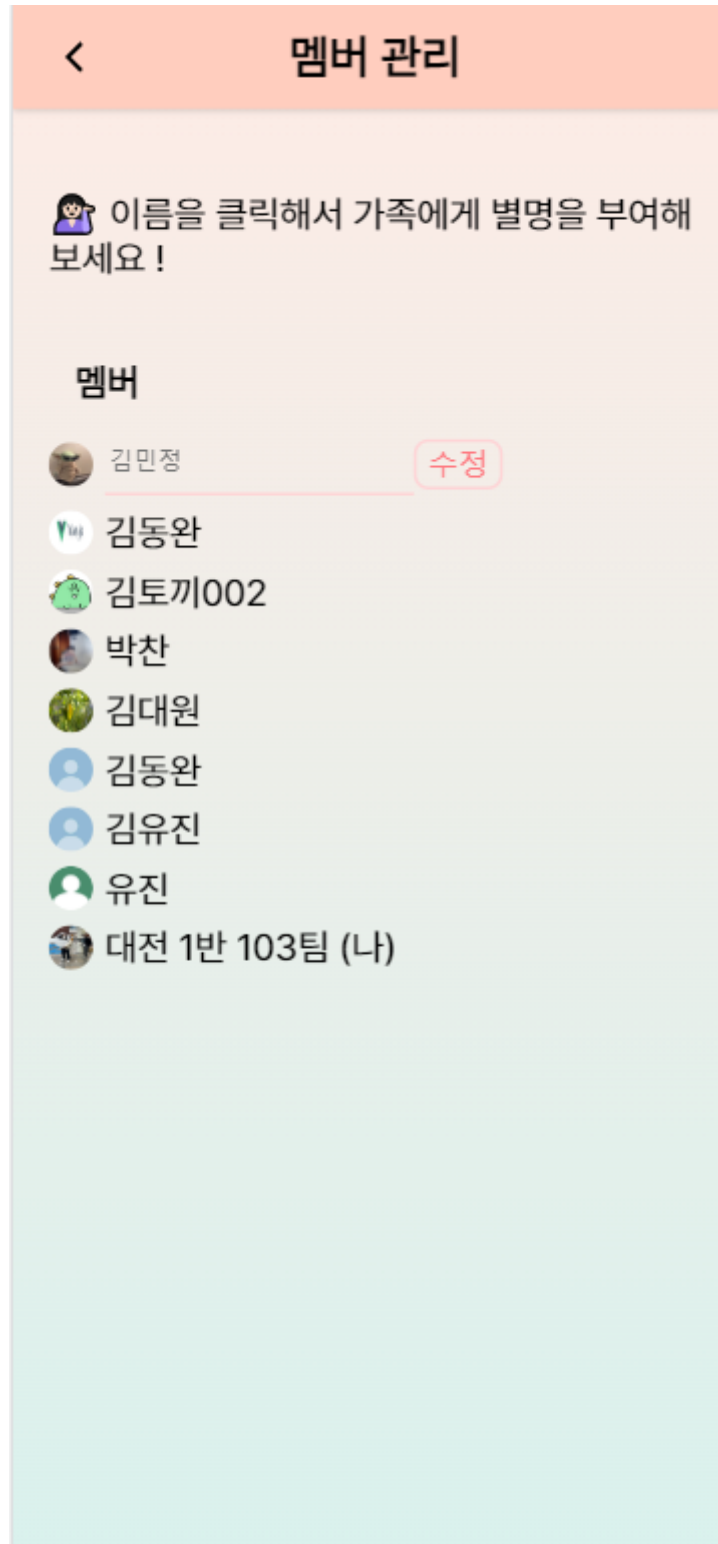 멤버 관리
이름을 클릭해서 가족에게 별명을 부여해
보세요 !
멤버
김민정
수정
김동완
김토끼002
박찬
김대원
김동완
김유진
유진
대전 1반 103팀 (나)